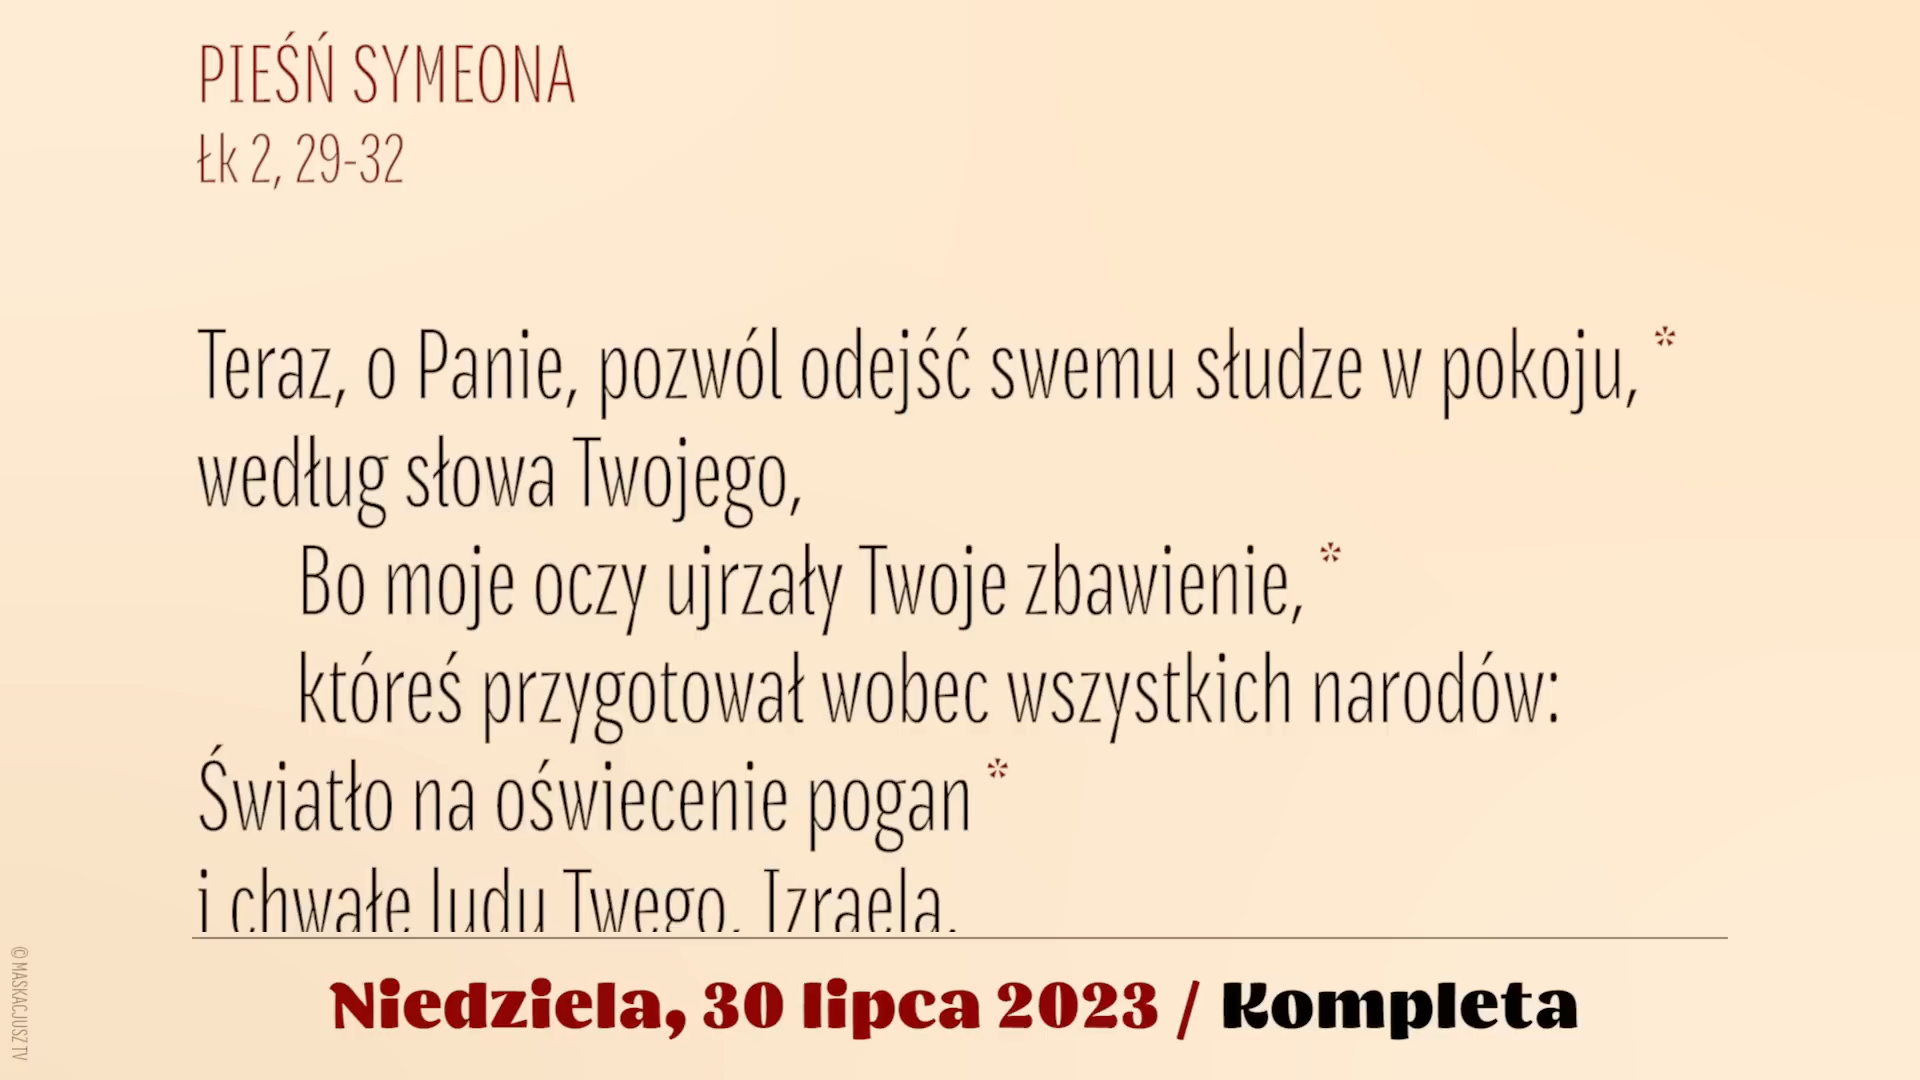 PIEŚŃ SYMEONA
Łk 2, 29-32
Teraz, o Panie, pozwól odejść swemu słudze w pokoju, *
według słowa Twojego,
Bo moje oczy ujrzały Twoje zbawienie, *
któreś przygotował wobec wszystkich narodów:
Światło na oświecenie pogan *
i chwałę ludu Twego, Izraela.
Niedziela, 30 lipca 2023 / Kompleta
© MASKACJUSZ TV